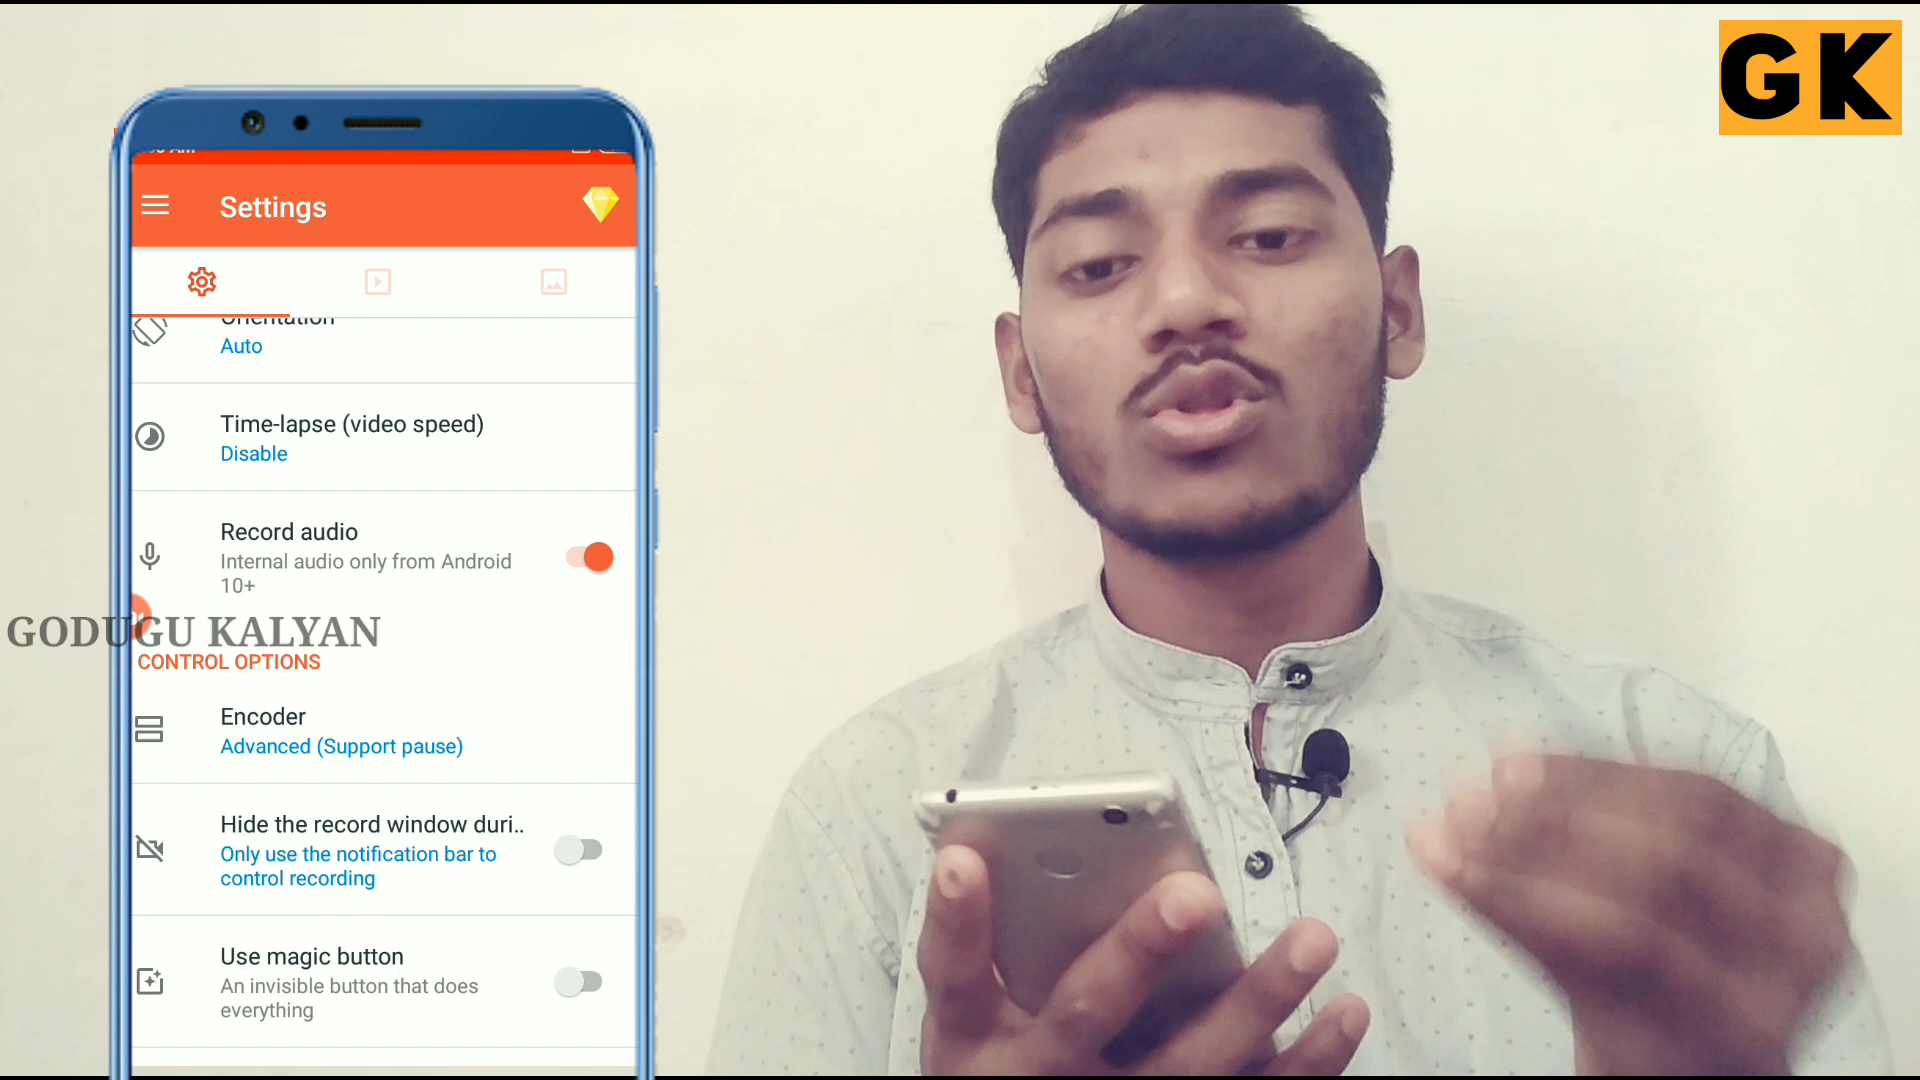 GK
Settings
Orientation
Auto
Time-lapse (video speed)
Disable
Record audio
Internal audio only from Android
10+
GODUGU KALYAN
CONTROL OPTIONS
Encoder
Advanced (Support pause)
Hide the record window duri..
Only use the notification bar to
control recording
Use magic button
An invisible button that does
everything